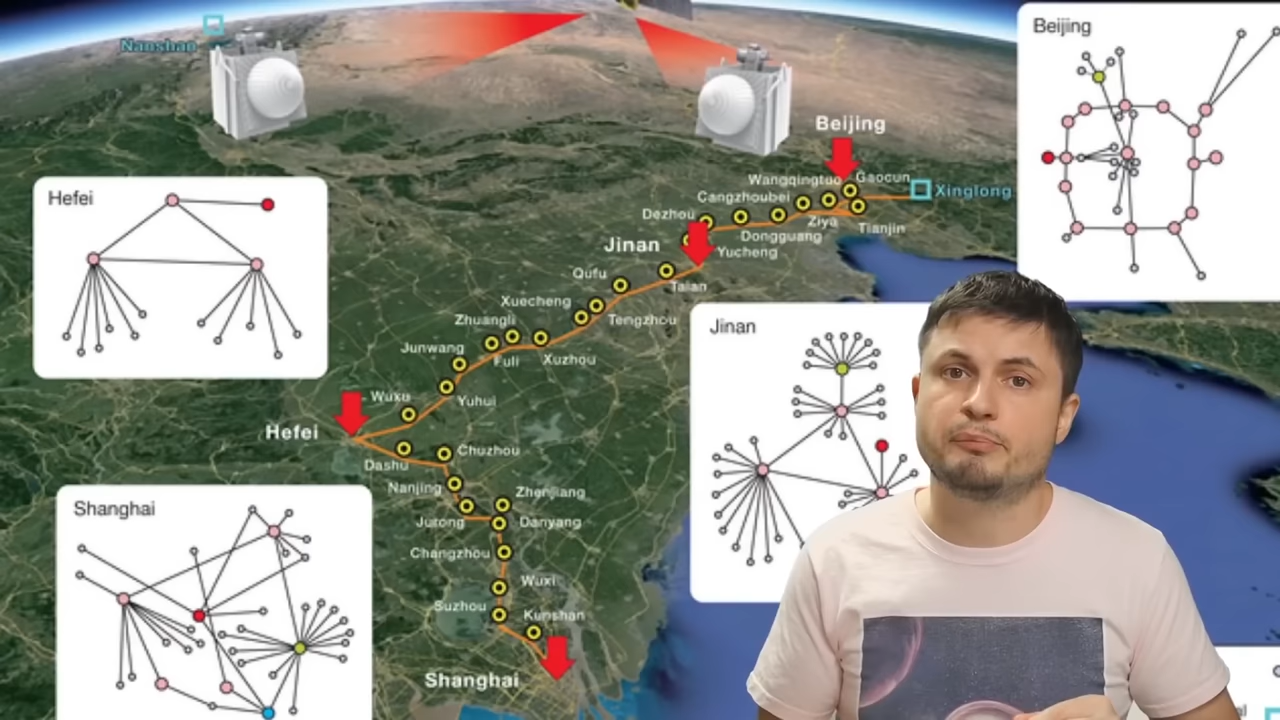 Nanshan
Beijing
Beijing
Wangqingtuo
Gaocun
Cangzhoubei
Xinglong
Hefei
Dezhou
Ziya
Tianjin
Dongguang
Jinan
Yucheng
Qufu
Taian
Xuecheng
Tengzhou
Jinan
Zhuangli
Fuli
Xuzhou
Junwang
Wuxu
Yuhui
Hefei
Dashu
Chuzhou
Nanjing
Zhenjiang
Shanghai
Jurong
Danyang
Changzhou
Wuxi
Suzhou
Kunshan
Shanghai